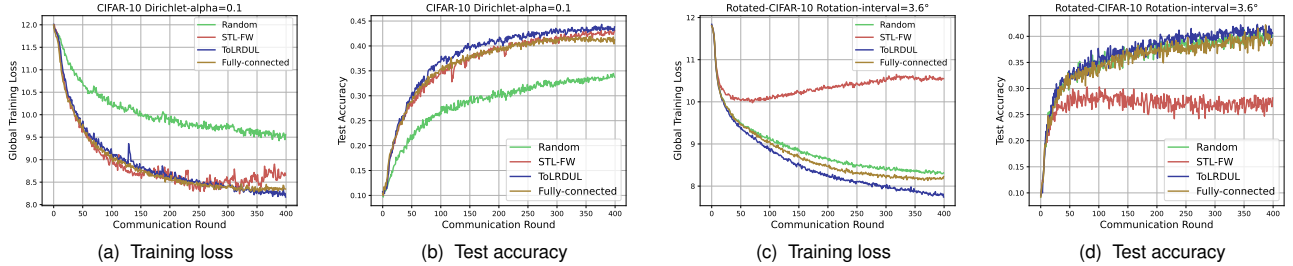 CIFAR-10 Dirichlet-alpha=0.1
Global Training Loss
12.0
11.5
11.0
10.5
10.0
9.5
9.0
8.5
8.0
0 50 100 150 200 250 300 350 400
Communication Round
Random
STL-FW
ToLRDUL
Fully-connected
(a) Training loss
CIFAR-10 Dirichlet-alpha=0.1
Test Accuracy
0.45
0.40
0.35
0.30
0.25
0.20
0.15
0.10
0 50 100 150 200 250 300 350 400
Communication Round
Random
STL-FW
ToLRDUL
Fully-connected
(b) Test accuracy
Rotated-CIFAR-10 Rotation-interval=3.6°
Global Training Loss
12
11
10
9
8
0 50 100 150 200 250 300 350 400
Communication Round
Random
STL-FW
ToLRDUL
Fully-connected
(c) Training loss
Rotated-CIFAR-10 Rotation-interval=3.6°
Test Accuracy
0.40
0.35
0.30
0.25
0.20
0.15
0.10
0 50 100 150 200 250 300 350 400
Communication Round
Random
STL-FW
ToLRDUL
Fully-connected
(d) Test accuracy